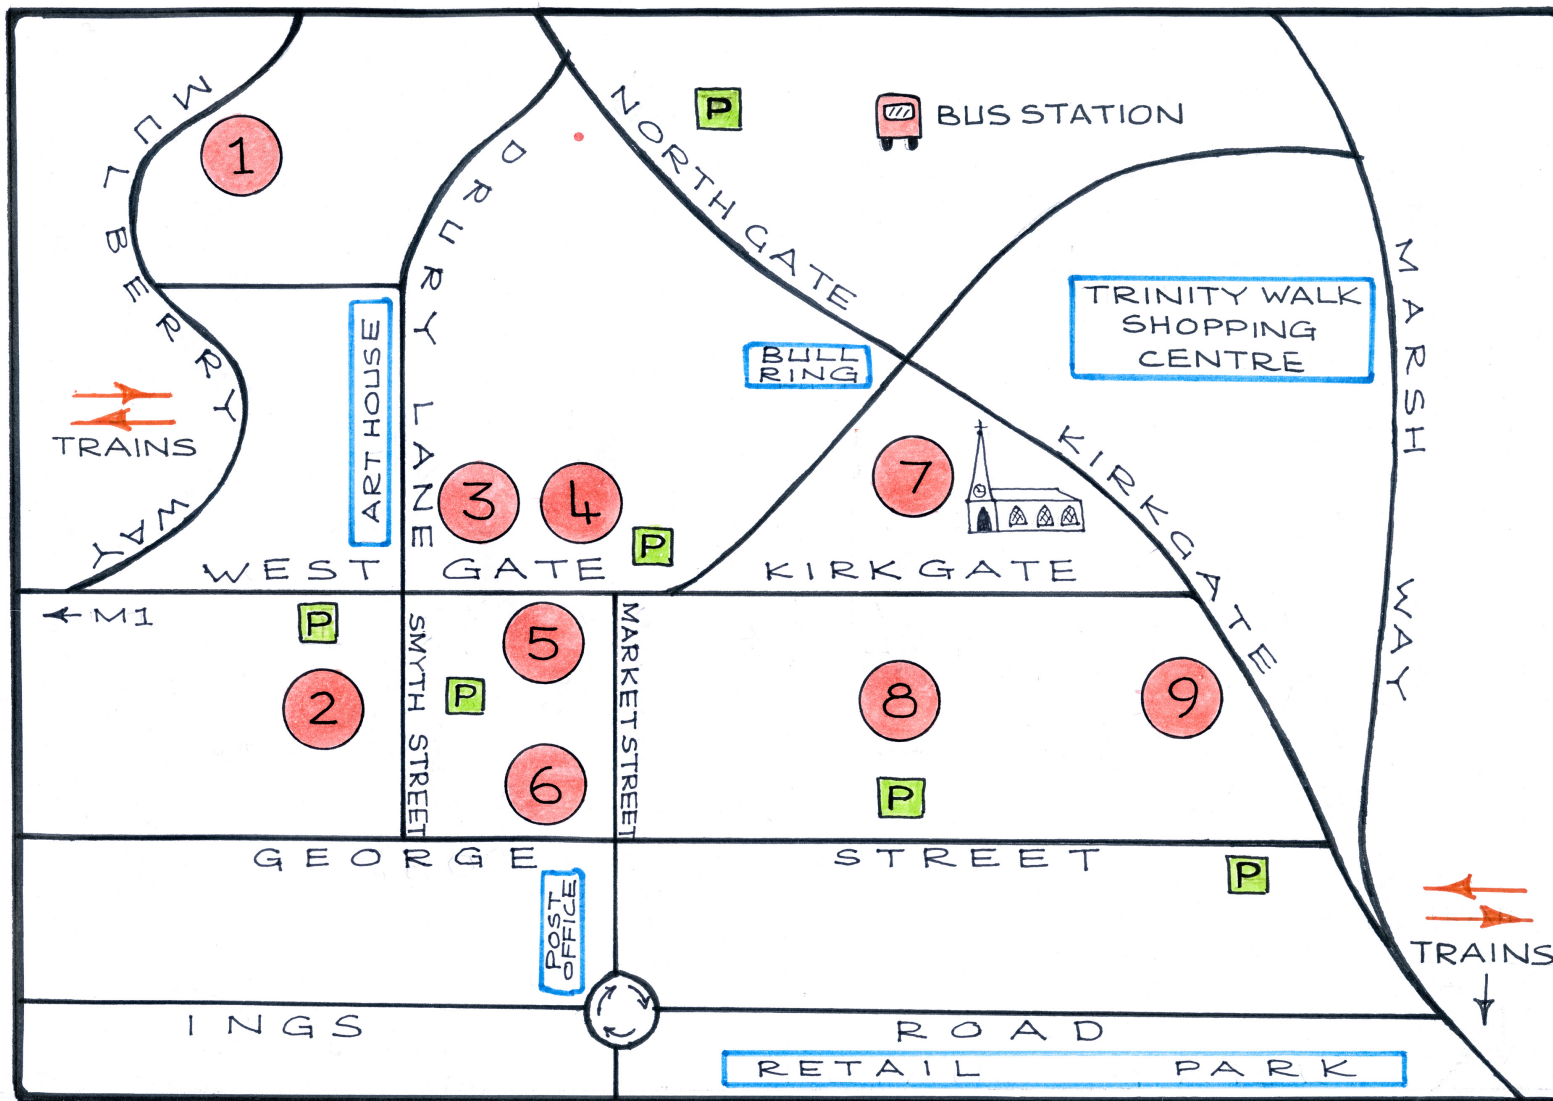 MULBERRY WAY
1
DRURY LANE
NORTHGATE
P
BUS STATION
MARSH WAY
TRINITY WALK
SHOPPING
CENTRE
BULL
RING
ART HOUSE
TRAINS
3
4
P
7
KIRKGATE
WEST GATE
KIRKGATE
← M1
P
2
SMYTH STREET
P
5
6
MARKET STREET
8
P
9
GEORGE STREET
P
POST
OFFICE
TRAINS
INGS ROAD
RETAIL PARK